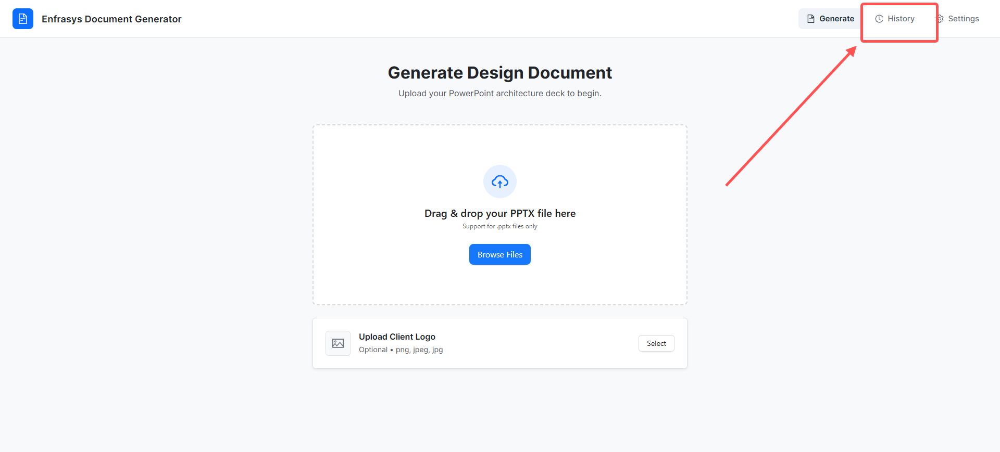 Enfrasys Document Generator
Generate
History
Settings
Generate Design Document
Upload your PowerPoint architecture deck to begin.
Drag & drop your PPTX file here
Support for .pptx files only
Browse Files
Upload Client Logo
Optional • png, jpeg, jpg
Select